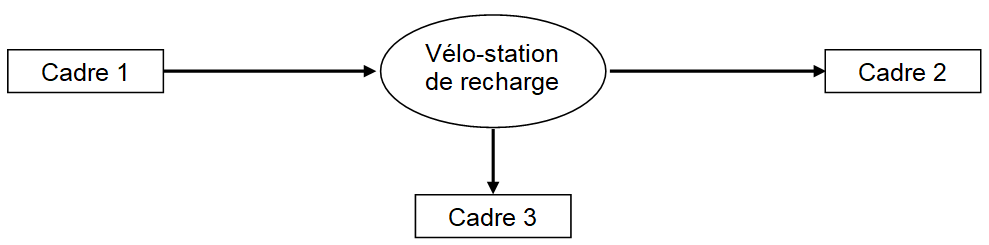 Cadre 1
Vélo-station
de recharge
Cadre 2
Cadre 3